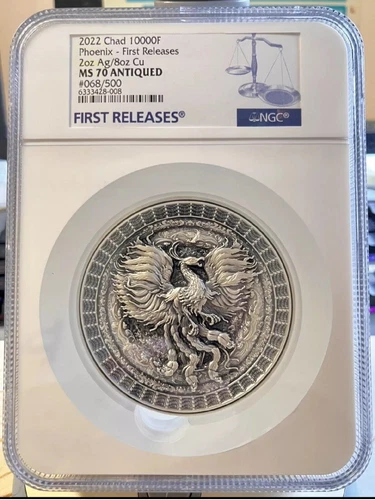 2022 Chad 10000F
Phoenix - First Releases
2oz Ag/8oz Cu
MS 70 ANTIQUED
#068/500
6333428-008
FIRST RELEASES®
NGC®